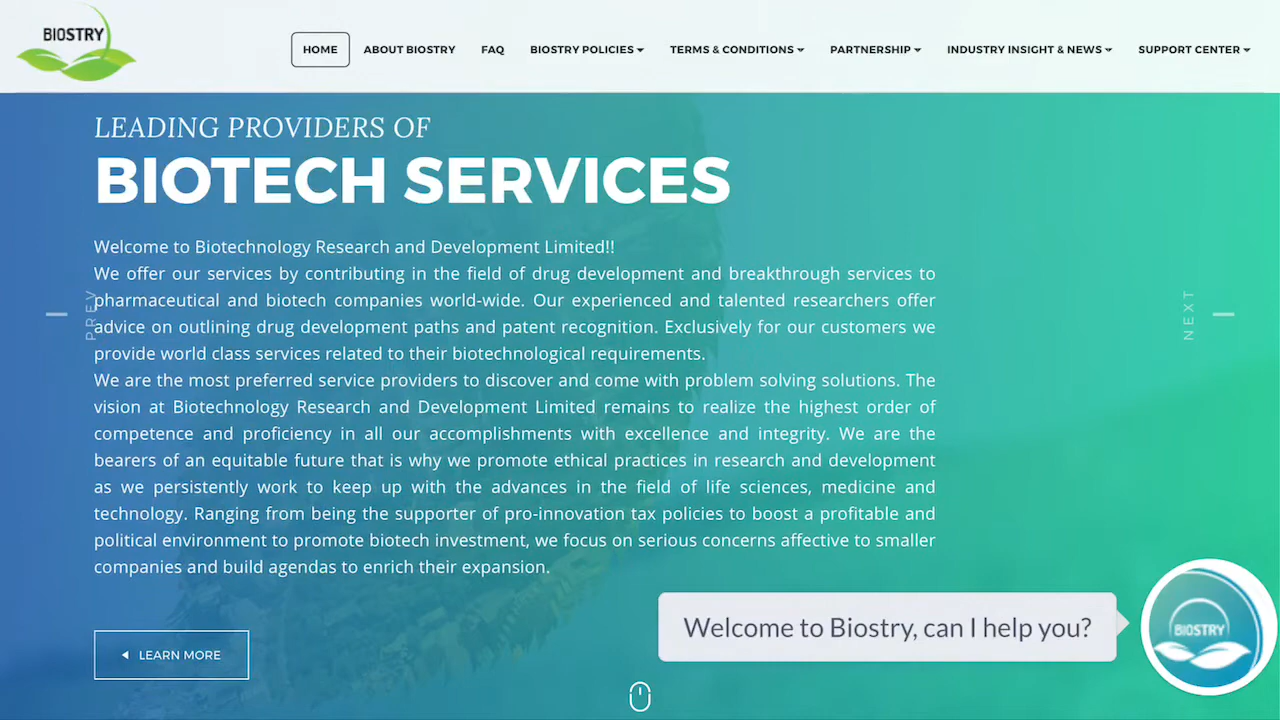 BIOSTRY
HOME ABOUT BIOSTRY FAQ BIOSTRY POLICIES TERMS & CONDITIONS PARTNERSHIP INDUSTRY INSIGHT & NEWS SUPPORT CENTER
LEADING PROVIDERS OF
BIOTECH SERVICES
Welcome to Biotechnology Research and Development Limited!!
We offer our services by contributing in the field of drug development and breakthrough services to
pharmaceutical and biotech companies world-wide. Our experienced and talented researchers offer
advice on outlining drug development paths and patent recognition. Exclusively for our customers we
provide world class services related to their biotechnological requirements.
We are the most preferred service providers to discover and come with problem solving solutions. The
vision at Biotechnology Research and Development Limited remains to realize the highest order of
competence and proficiency in all our accomplishments with excellence and integrity. We are the
bearers of an equitable future that is why we promote ethical practices in research and development
as we persistently work to keep up with the advances in the field of life sciences, medicine and
technology. Ranging from being the supporter of pro-innovation tax policies to boost a profitable and
political environment to promote biotech investment, we focus on serious concerns affective to smaller
companies and build agendas to enrich their expansion.
PREV
NEXT
LEARN MORE
Welcome to Biostry, can I help you?
BIOSTRY